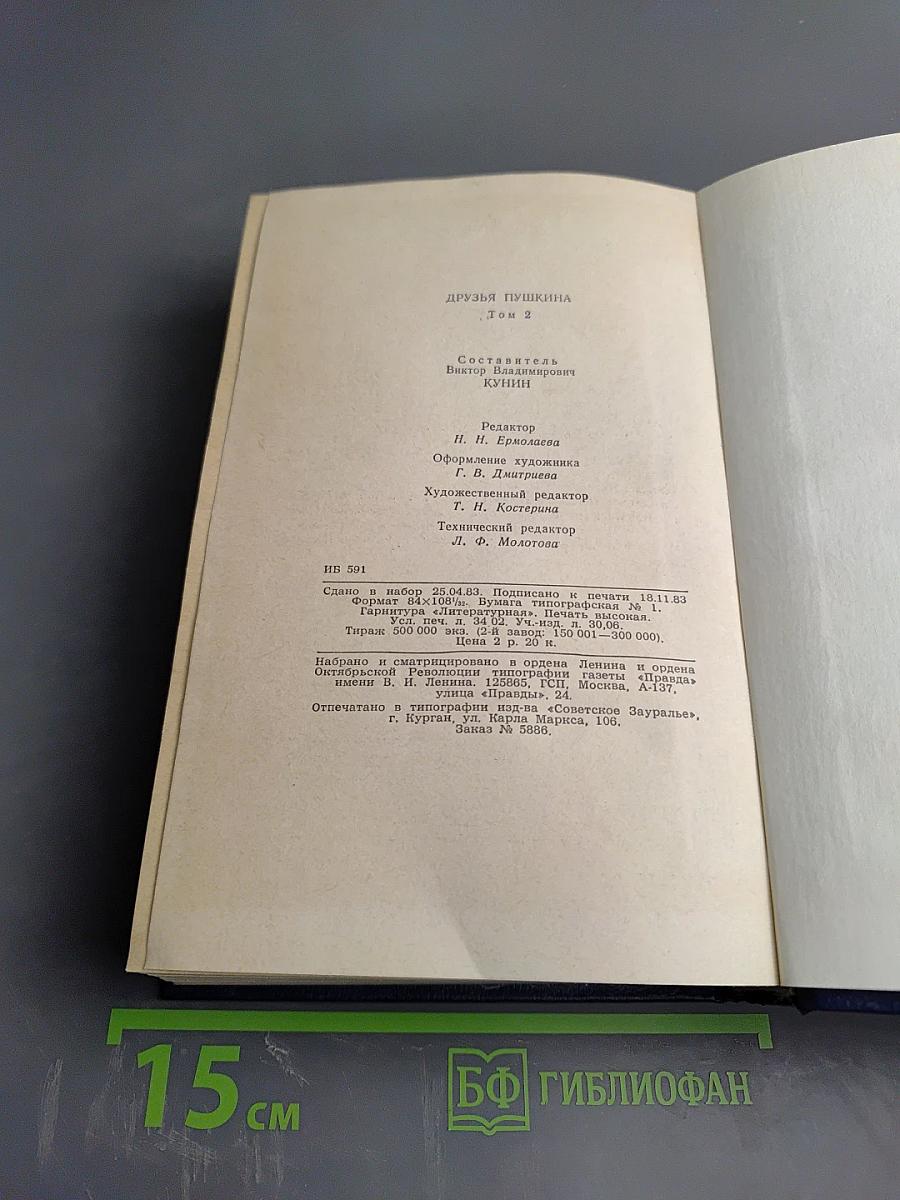 ДРУЗЬЯ ПУШКИНА
Том 2
Составитель
Виктор Владимирович
КУНИН
Редактор
Н. Н. Ермолаева
Оформление художника
Г. В. Дмитриева
Художественный редактор
Т. Н. Костерина
Технический редактор
Л. Ф. Молотова
ИБ 591
Сдано в набор 25.04.83. Подписано к печати 18.11.83
Формат 84×108¹/₃₂. Бумага типографская № 1.
Гарнитура «Литературная». Печать высокая.
Усл. печ. л. 34 02. Уч.-изд. л. 30,06.
Тираж 500 000 экз. (2-й завод: 150 001—300 000).
Цена 2 р. 20 к.
Набрано и сматрицировано в ордена Ленина и ордена
Октябрьской Революции типографии газеты «Правда»
имени В. И. Ленина. 125865, ГСП, Москва, А-137,
улица «Правды», 24.
Отпечатано в типографии изд-ва «Советское Зауралье»,
г. Курган, ул. Карла Маркса, 106.
Заказ № 5886.
15 см
БФ ГИБЛИОФАН